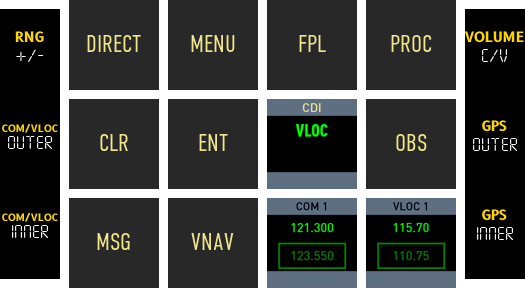 RNG
+/-
DIRECT
MENU
FPL
PROC
VOLUME
C/V
COM/VLOC
OUTER
CLR
ENT
CDI
VLOC
OBS
GPS
OUTER
COM/VLOC
INNER
MSG
VNAV
COM 1
121.300
123.550
VLOC 1
115.70
110.75
GPS
INNER